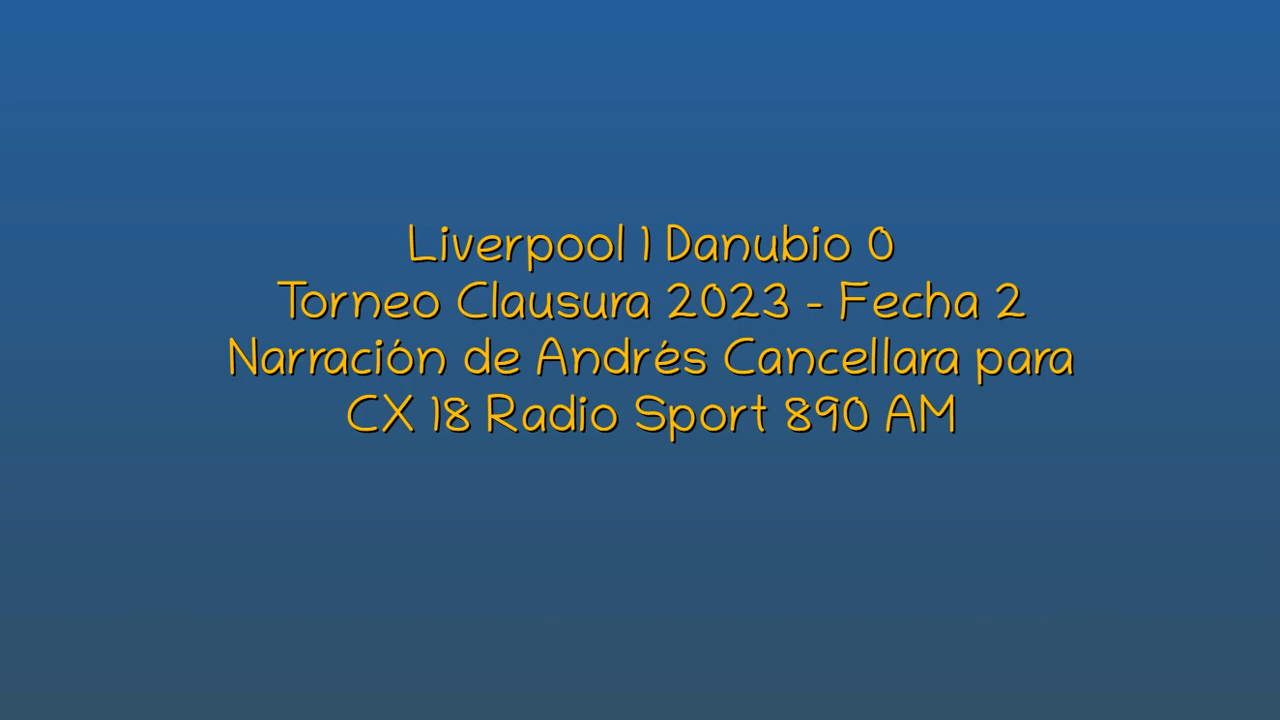 Liverpool 1 Danubio 0
Torneo Clausura 2023 - Fecha 2
Narración de Andrés Cancellara para
CX 18 Radio Sport 890 AM